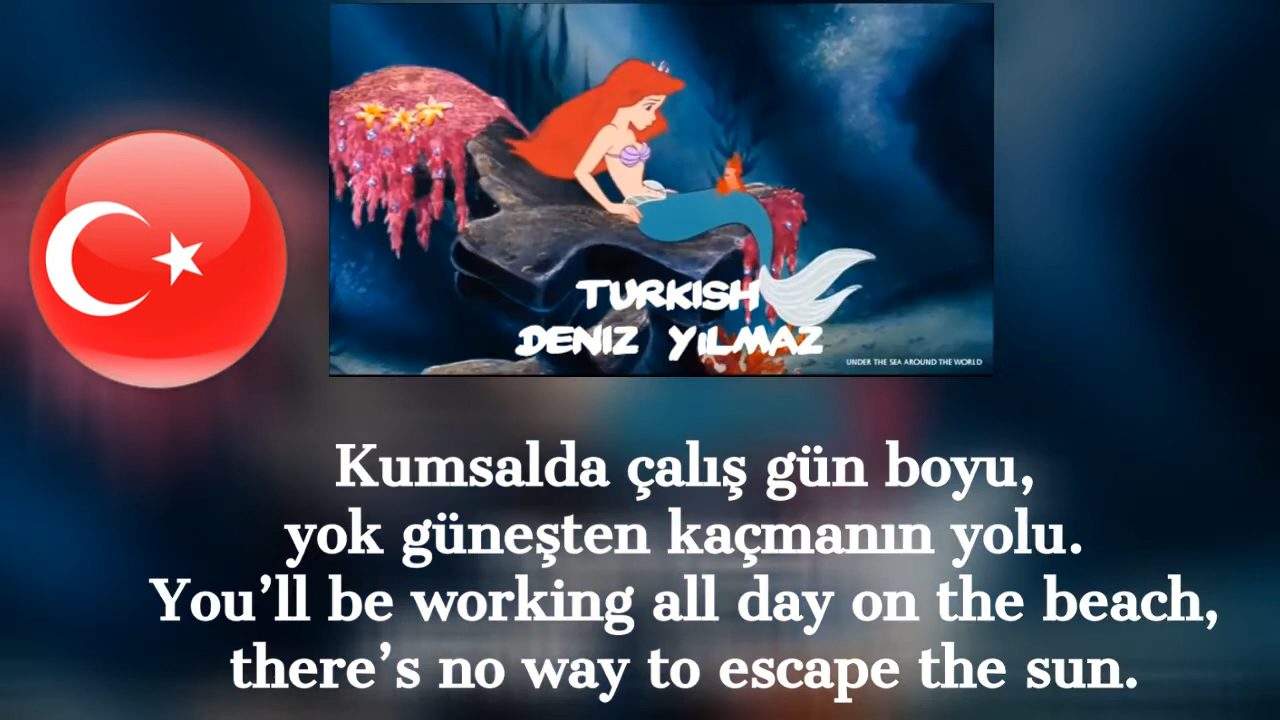 TURKISH
DENIZ YILMAZ
UNDER THE SEA AROUND THE WORLD
Kumsalda çalış gün boyu,
yok güneşten kaçmanın yolu.
You’ll be working all day on the beach,
there’s no way to escape the sun.